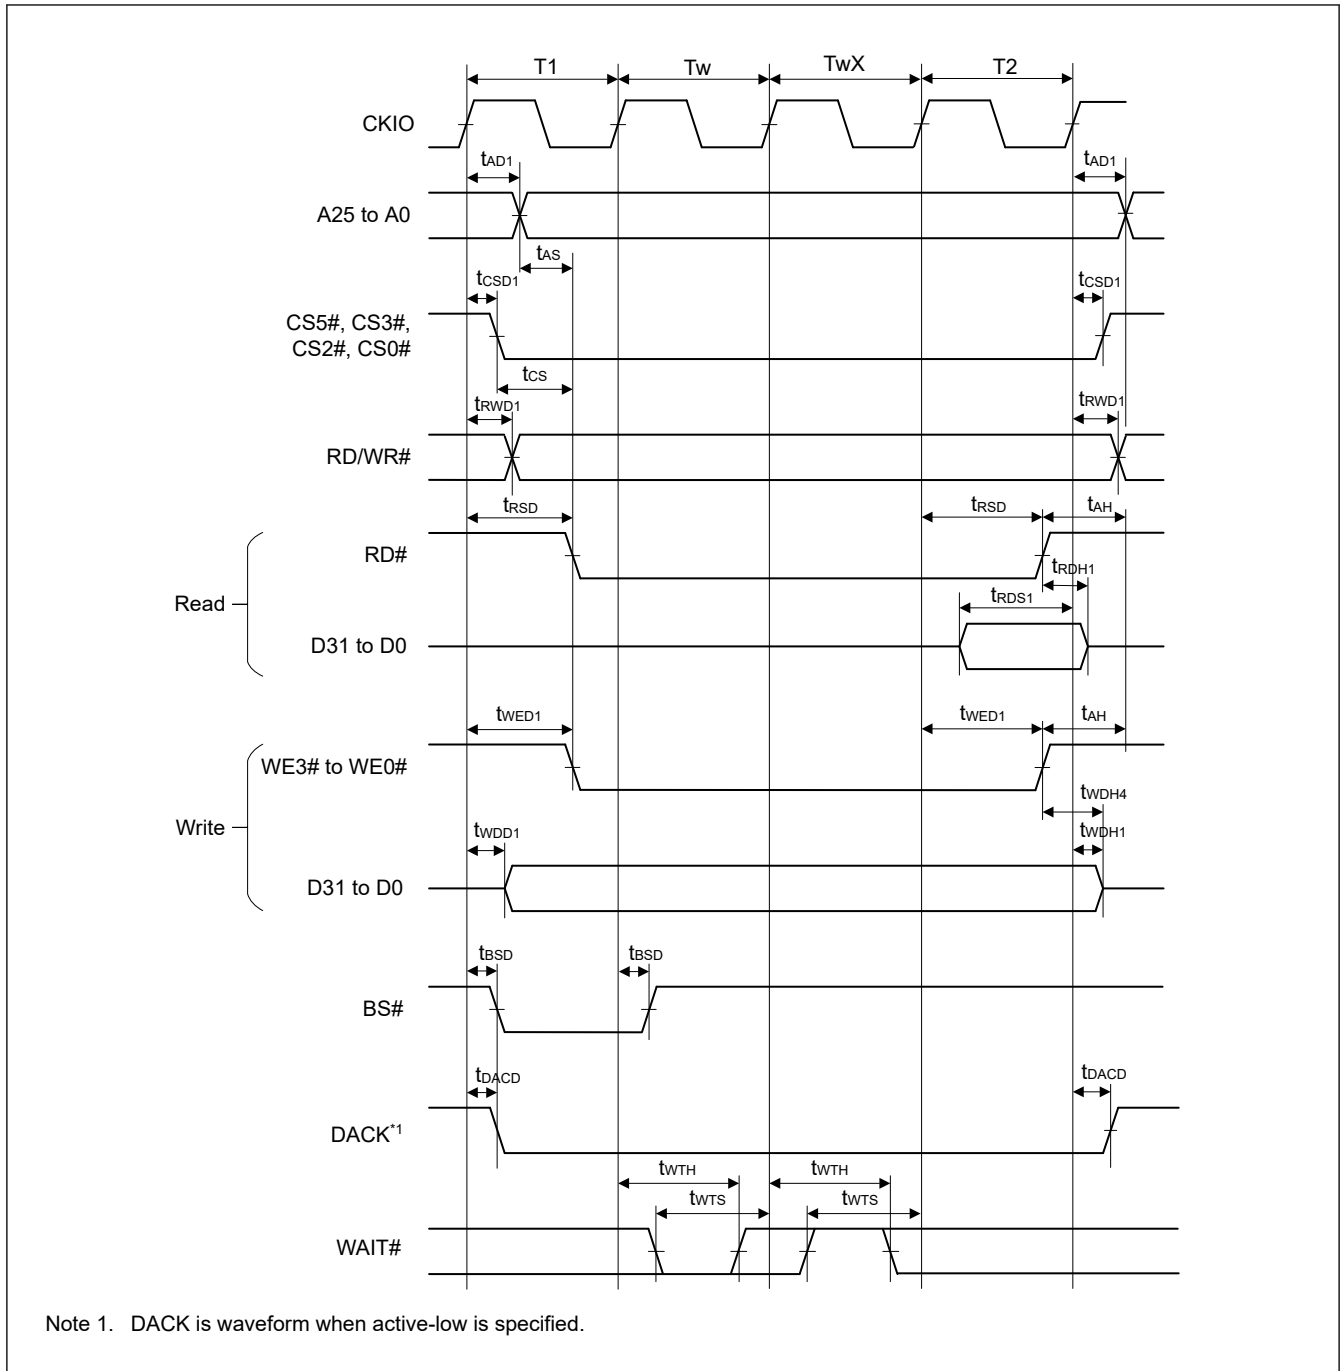 T1 Tw TwX T2
CKIO
tAD1 tAD1
A25 to A0
tAS
tCSD1 tCSD1
CS5#, CS3#,
CS2#, CS0#
tCS
tRWD1 tRWD1
RD/WR#
tRSD tRSD tAH
RD#
tRDH1
Read
tRDS1
D31 to D0
tWED1 tWED1 tAH
WE3# to WE0#
tWDH4
Write
tWDD1 tWDH1
D31 to D0
tBSD tBSD
BS#
tDACD tDACD
DACK*1
tWTH tWTH
tWTS tWTS
WAIT#
Note 1. DACK is waveform when active-low is specified.